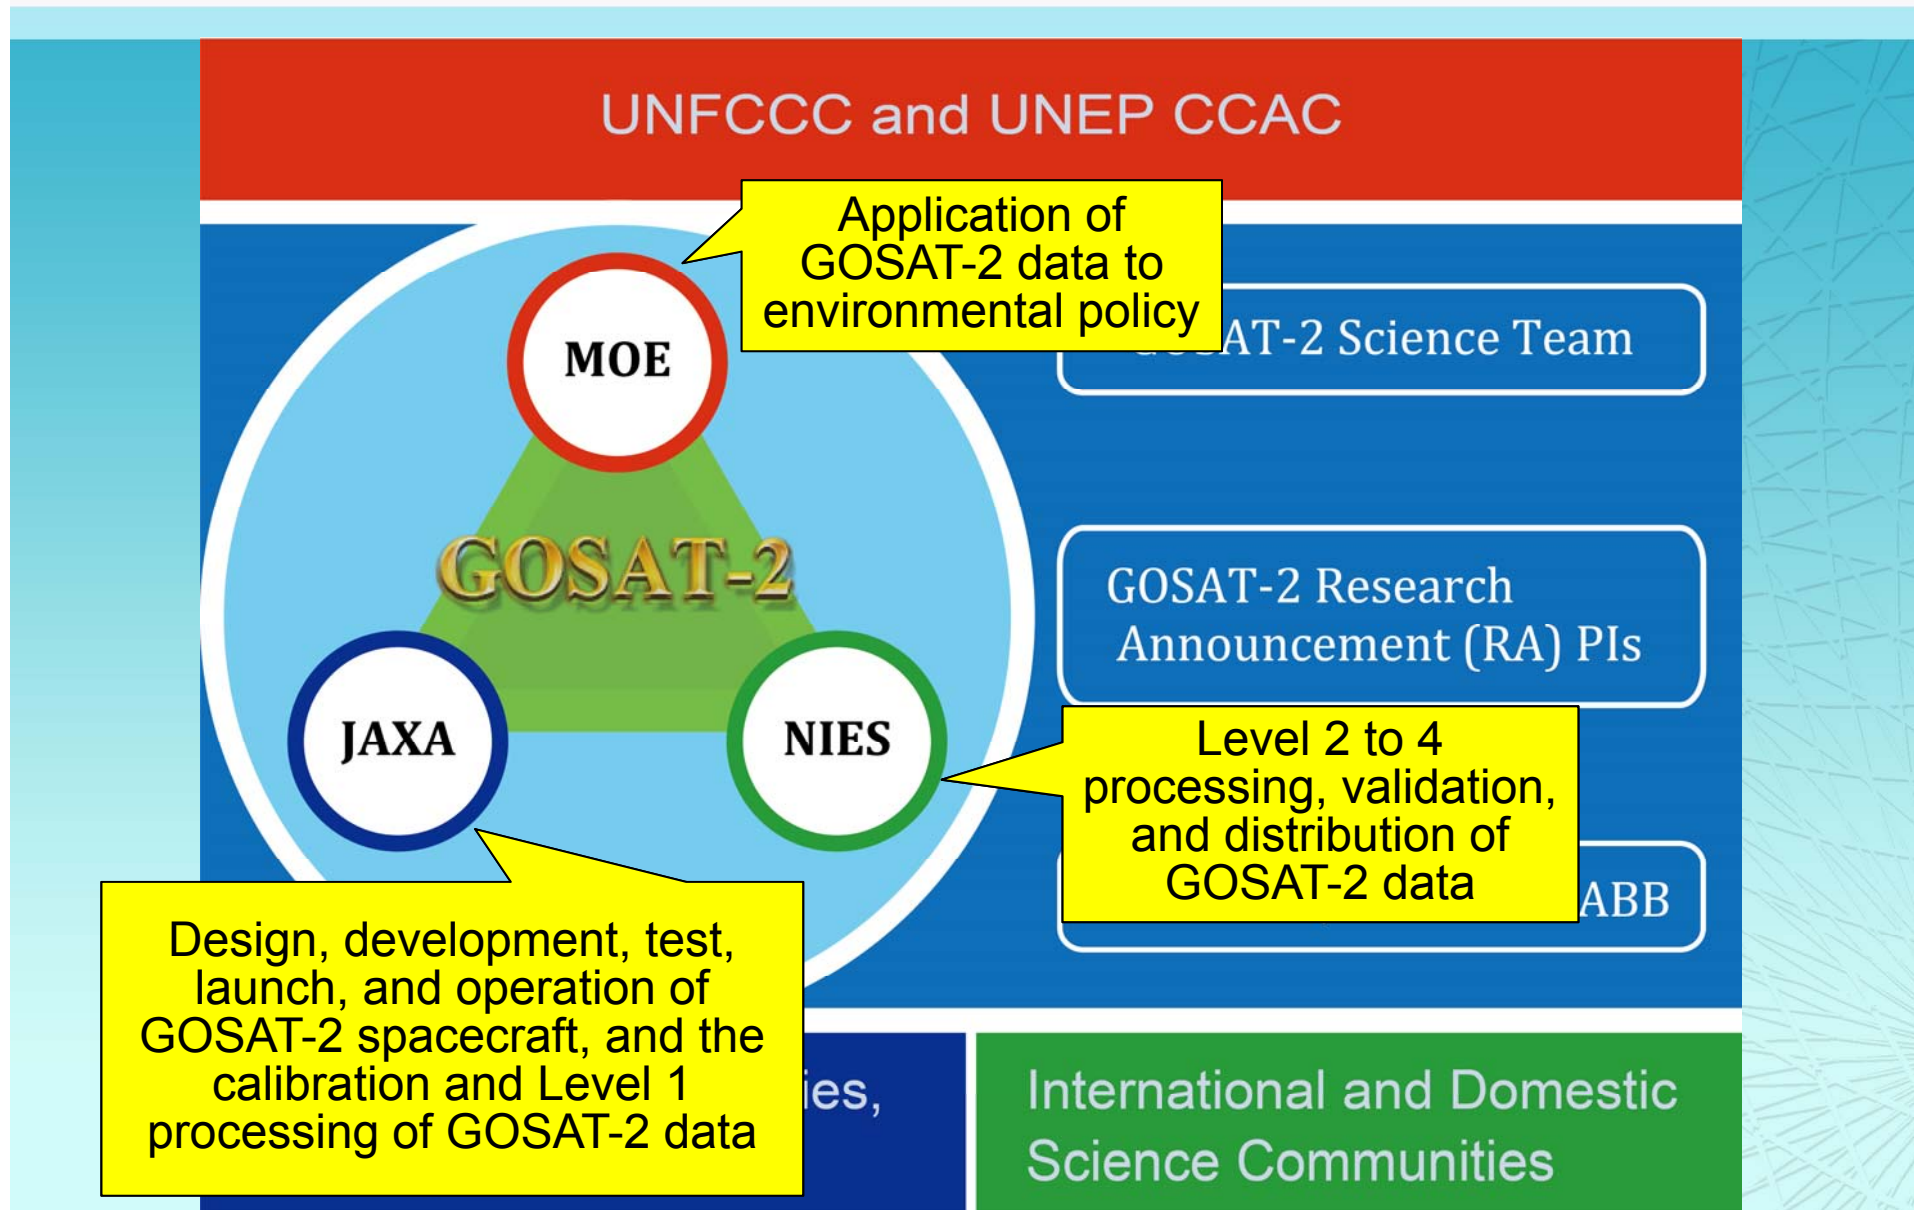 UNFCCC and UNEP CCAC
Application of
GOSAT-2 data to
environmental policy
MOE
GOSAT-2 Science Team
GOSAT-2
GOSAT-2 Research
Announcement (RA) PIs
JAXA
NIES
Level 2 to 4
processing, validation,
and distribution of
GOSAT-2 data
ABB
Design, development, test,
launch, and operation of
GOSAT-2 spacecraft, and the
calibration and Level 1
processing of GOSAT-2 data
ies,
International and Domestic
Science Communities